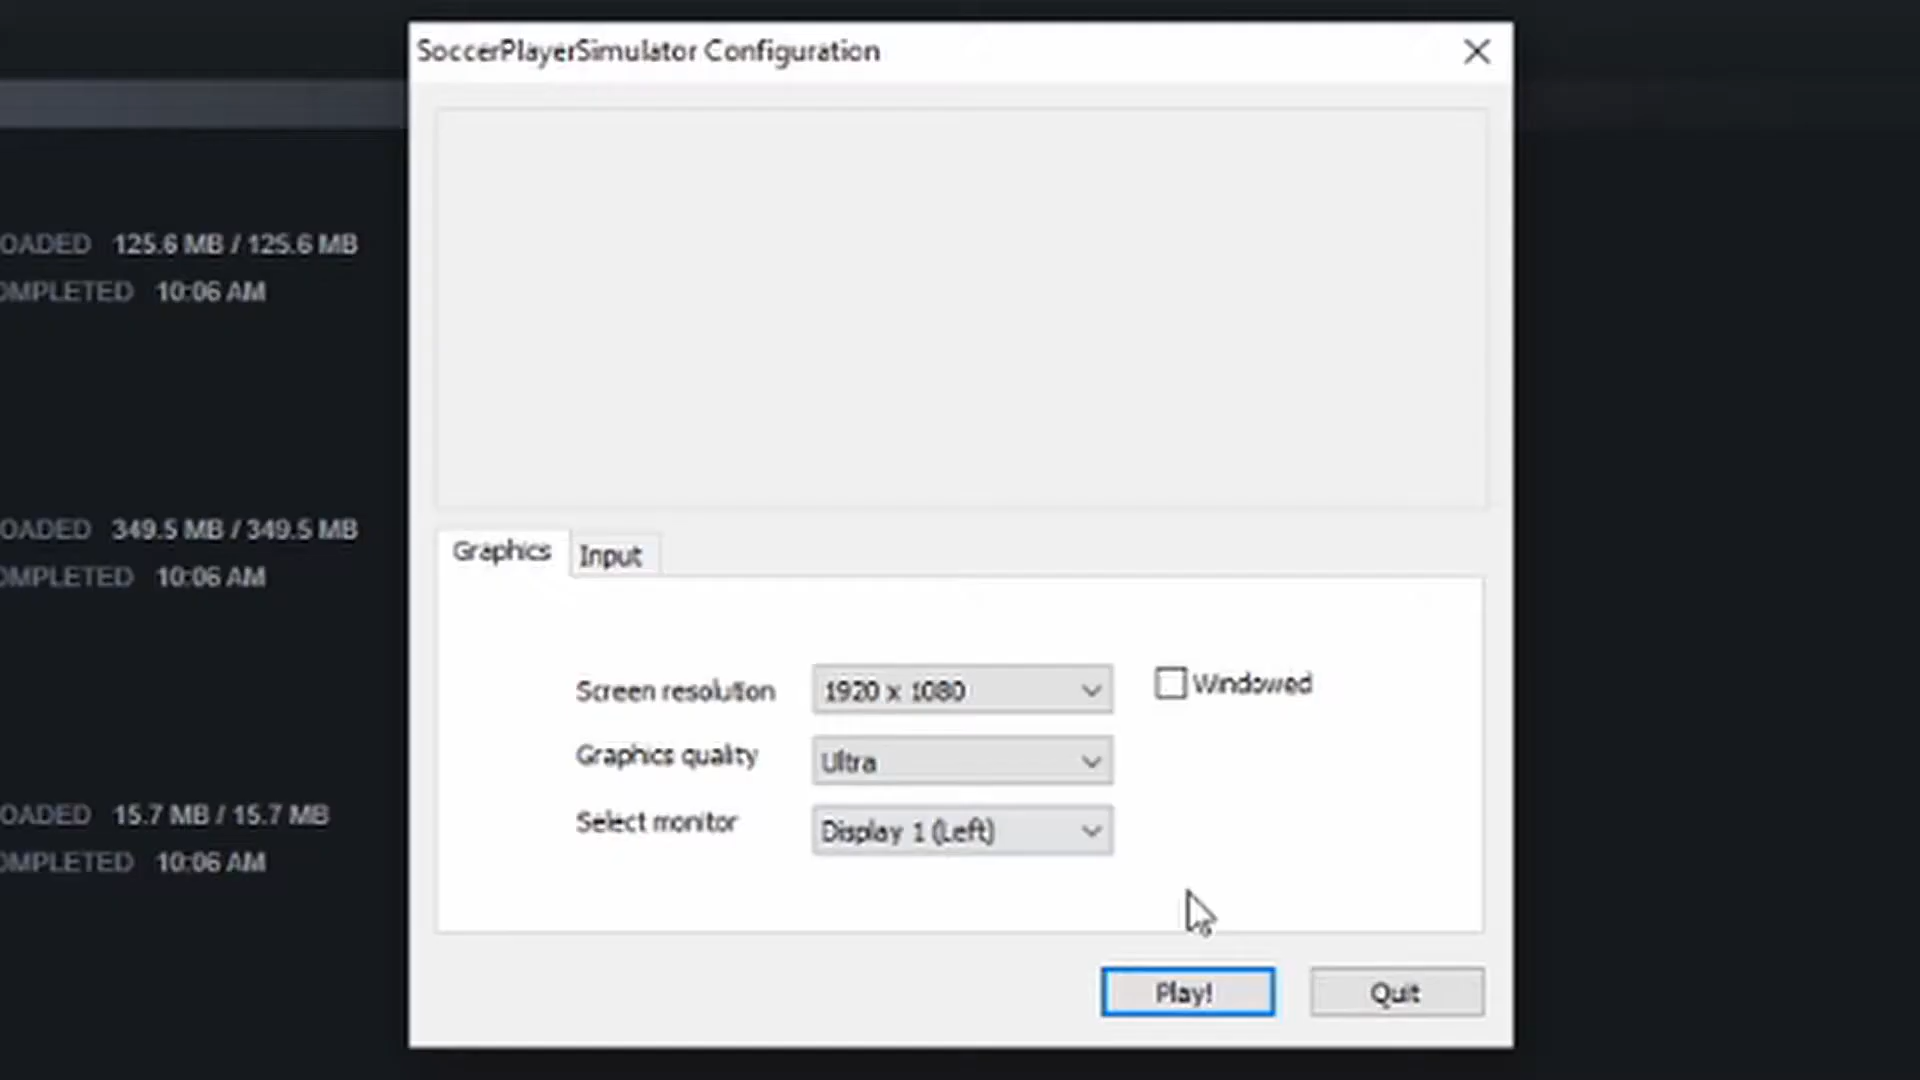 SoccerPlayerSimulator Configuration
OADED 125.6 MB / 125.6 MB
OMPLETED 10:06 AM
OADED 349.5 MB / 349.5 MB
OMPLETED 10:06 AM
OADED 15.7 MB / 15.7 MB
OMPLETED 10:06 AM
Graphics Input
Screen resolution 1920 x 1080 Windowed
Graphics quality Ultra
Select monitor Display 1 (Left)
Play! Quit